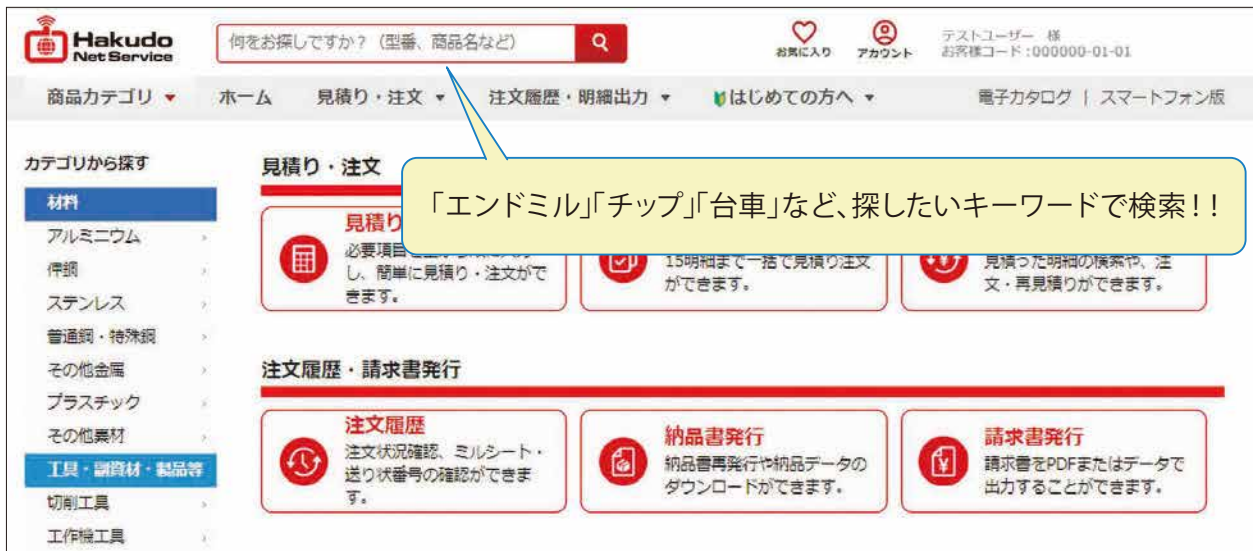 Hakudo
Net Service
何をお探しですか？（型番、商品名など）
お気に入り
アカウント
テストユーザー 様
お客様コード：000000-01-01
商品カテゴリ ▼
ホーム
見積り・注文 ▼
注文履歴・明細出力 ▼
はじめての方へ ▼
電子カタログ | スマートフォン版
カテゴリから探す
材料
アルミニウム
伸銅
ステンレス
普通鋼・特殊鋼
その他金属
プラスチック
その他素材
工具・副資材・製品等
切削工具
工作機工具
見積り・注文
「エンドミル」「チップ」「台車」など、探したいキーワードで検索！！
見積り
し、簡単に見積り・注文がで
きます。
15明細まで一括で見積り注文
ができます。
見積った明細の検索や、注
文・再見積りができます。
注文履歴・請求書発行
注文履歴
注文状況確認、ミルシート・
送り状番号の確認ができま
す。
納品書発行
納品書再発行や納品データの
ダウンロードができます。
請求書発行
請求書をPDFまたはデータで
出力することができます。